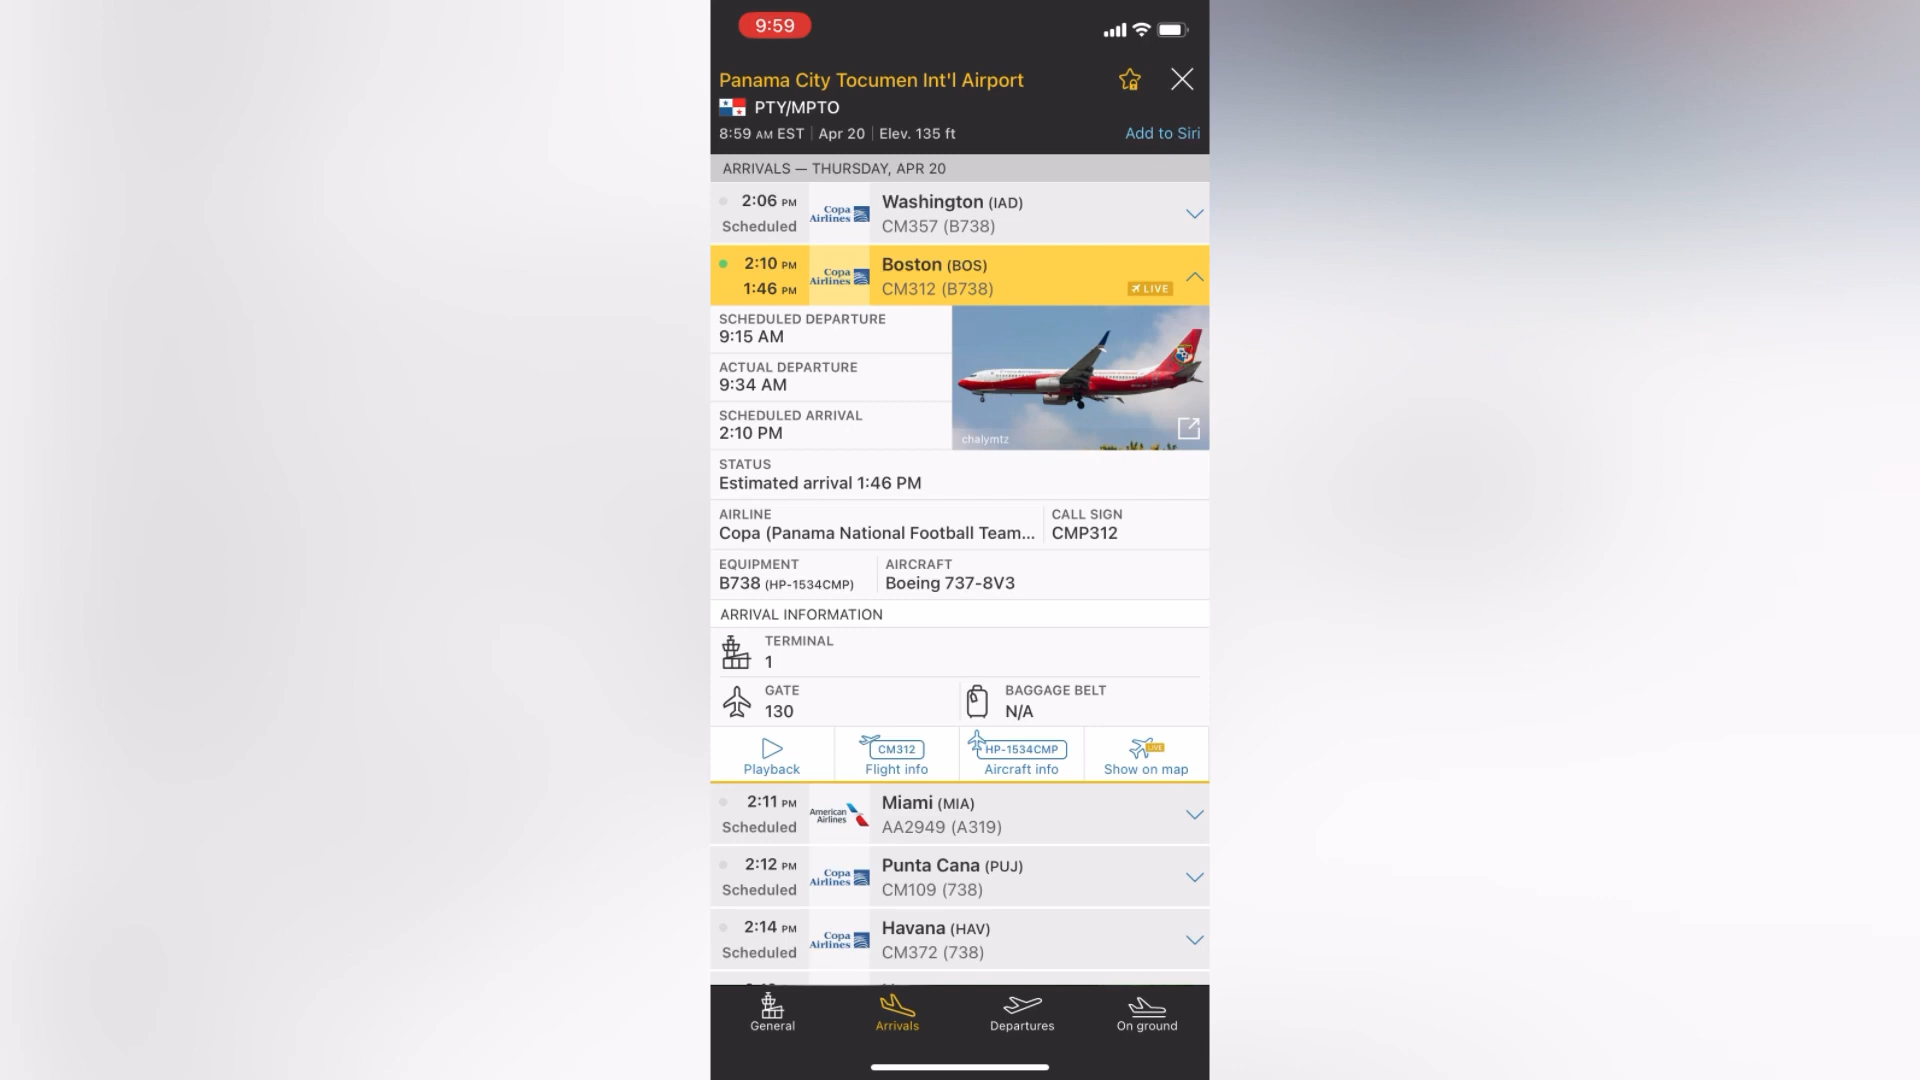 9:59
Panama City Tocumen Int'l Airport
PTY/MPTO
8:59 AM EST | Apr 20 | Elev. 135 ft
Add to Siri
ARRIVALS — THURSDAY, APR 20
2:06 PM
Scheduled
Copa
Airlines
Washington (IAD)
CM357 (B738)
2:10 PM
1:46 PM
Copa
Airlines
Boston (BOS)
CM312 (B738)
LIVE
SCHEDULED DEPARTURE
9:15 AM
ACTUAL DEPARTURE
9:34 AM
SCHEDULED ARRIVAL
2:10 PM
chalymtz
STATUS
Estimated arrival 1:46 PM
AIRLINE
Copa (Panama National Football Team...
CALL SIGN
CMP312
EQUIPMENT
B738 (HP-1534CMP)
AIRCRAFT
Boeing 737-8V3
ARRIVAL INFORMATION
TERMINAL
1
GATE
130
BAGGAGE BELT
N/A
Playback
CM312
Flight info
HP-1534CMP
Aircraft info
LIVE
Show on map
2:11 PM
Scheduled
American
Airlines
Miami (MIA)
AA2949 (A319)
2:12 PM
Scheduled
Copa
Airlines
Punta Cana (PUJ)
CM109 (738)
2:14 PM
Scheduled
Copa
Airlines
Havana (HAV)
CM372 (738)
General
Arrivals
Departures
On ground